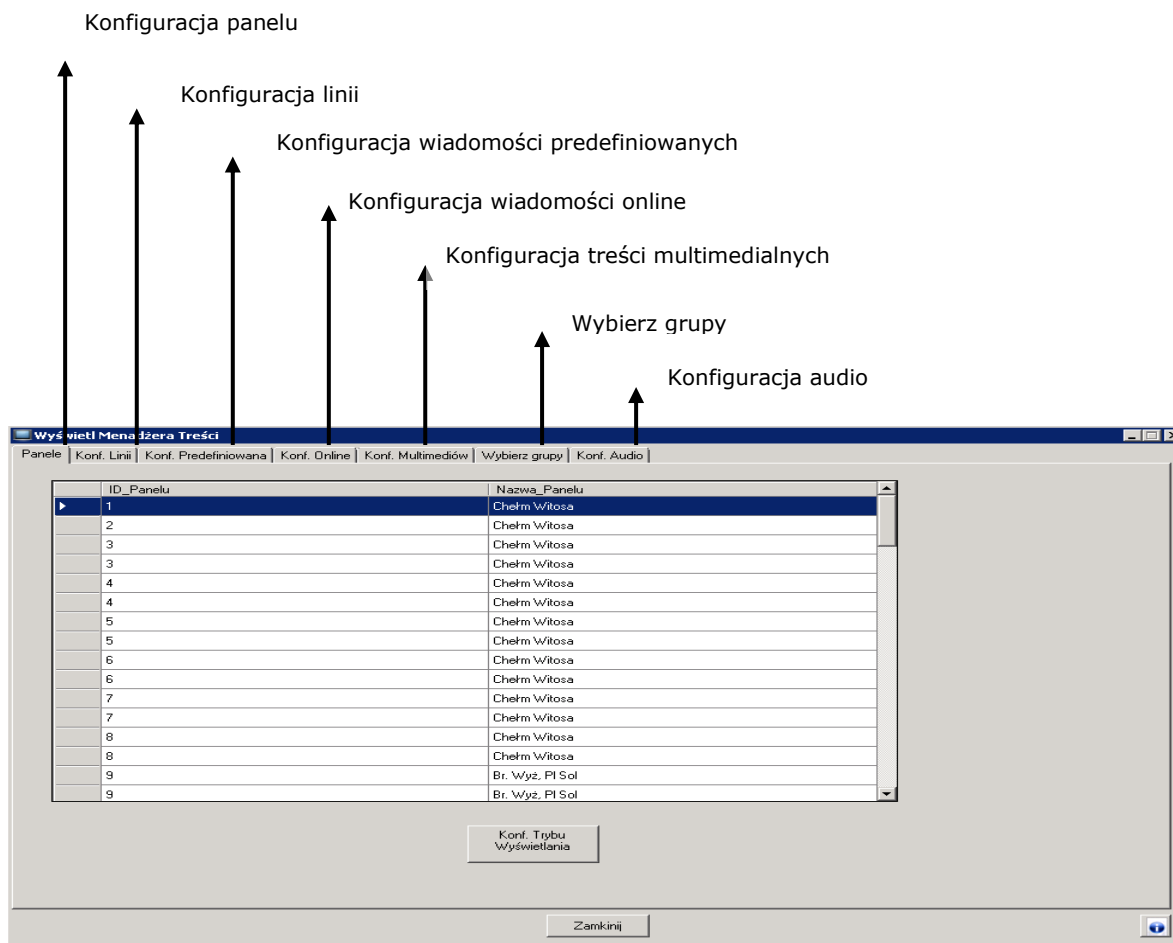 Konfiguracja panelu
Konfiguracja linii
Konfiguracja wiadomości predefiniowanych
Konfiguracja wiadomości online
Konfiguracja treści multimedialnych
Wybierz grupy
Konfiguracja audio
Wyświetl Menadżera Treści
Panele Konf. Linii Konf. Predefiniowana Konf. Online Konf. Multimediów Wybierz grupy Konf. Audio
ID_Panelu Nazwa_Panelu
1 Chełm Witosa
2 Chełm Witosa
3 Chełm Witosa
3 Chełm Witosa
4 Chełm Witosa
4 Chełm Witosa
5 Chełm Witosa
5 Chełm Witosa
6 Chełm Witosa
6 Chełm Witosa
7 Chełm Witosa
7 Chełm Witosa
8 Chełm Witosa
8 Chełm Witosa
9 Br. Wyż, Pl Sol
9 Br. Wyż, Pl Sol
Konf. Trybu
Wyświetlania
Zamkinij